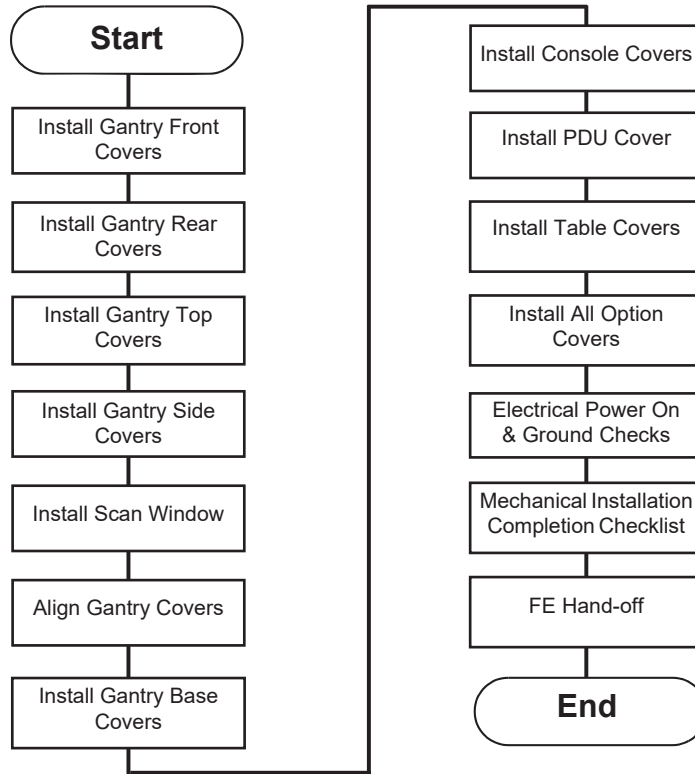 Start
Install Gantry Front
Covers
Install Gantry Rear
Covers
Install Gantry Top
Covers
Install Gantry Side
Covers
Install Scan Window
Align Gantry Covers
Install Gantry Base
Covers
Install Console Covers
Install PDU Cover
Install Table Covers
Install All Option
Covers
Electrical Power On
& Ground Checks
Mechanical Installation
Completion Checklist
FE Hand-off
End